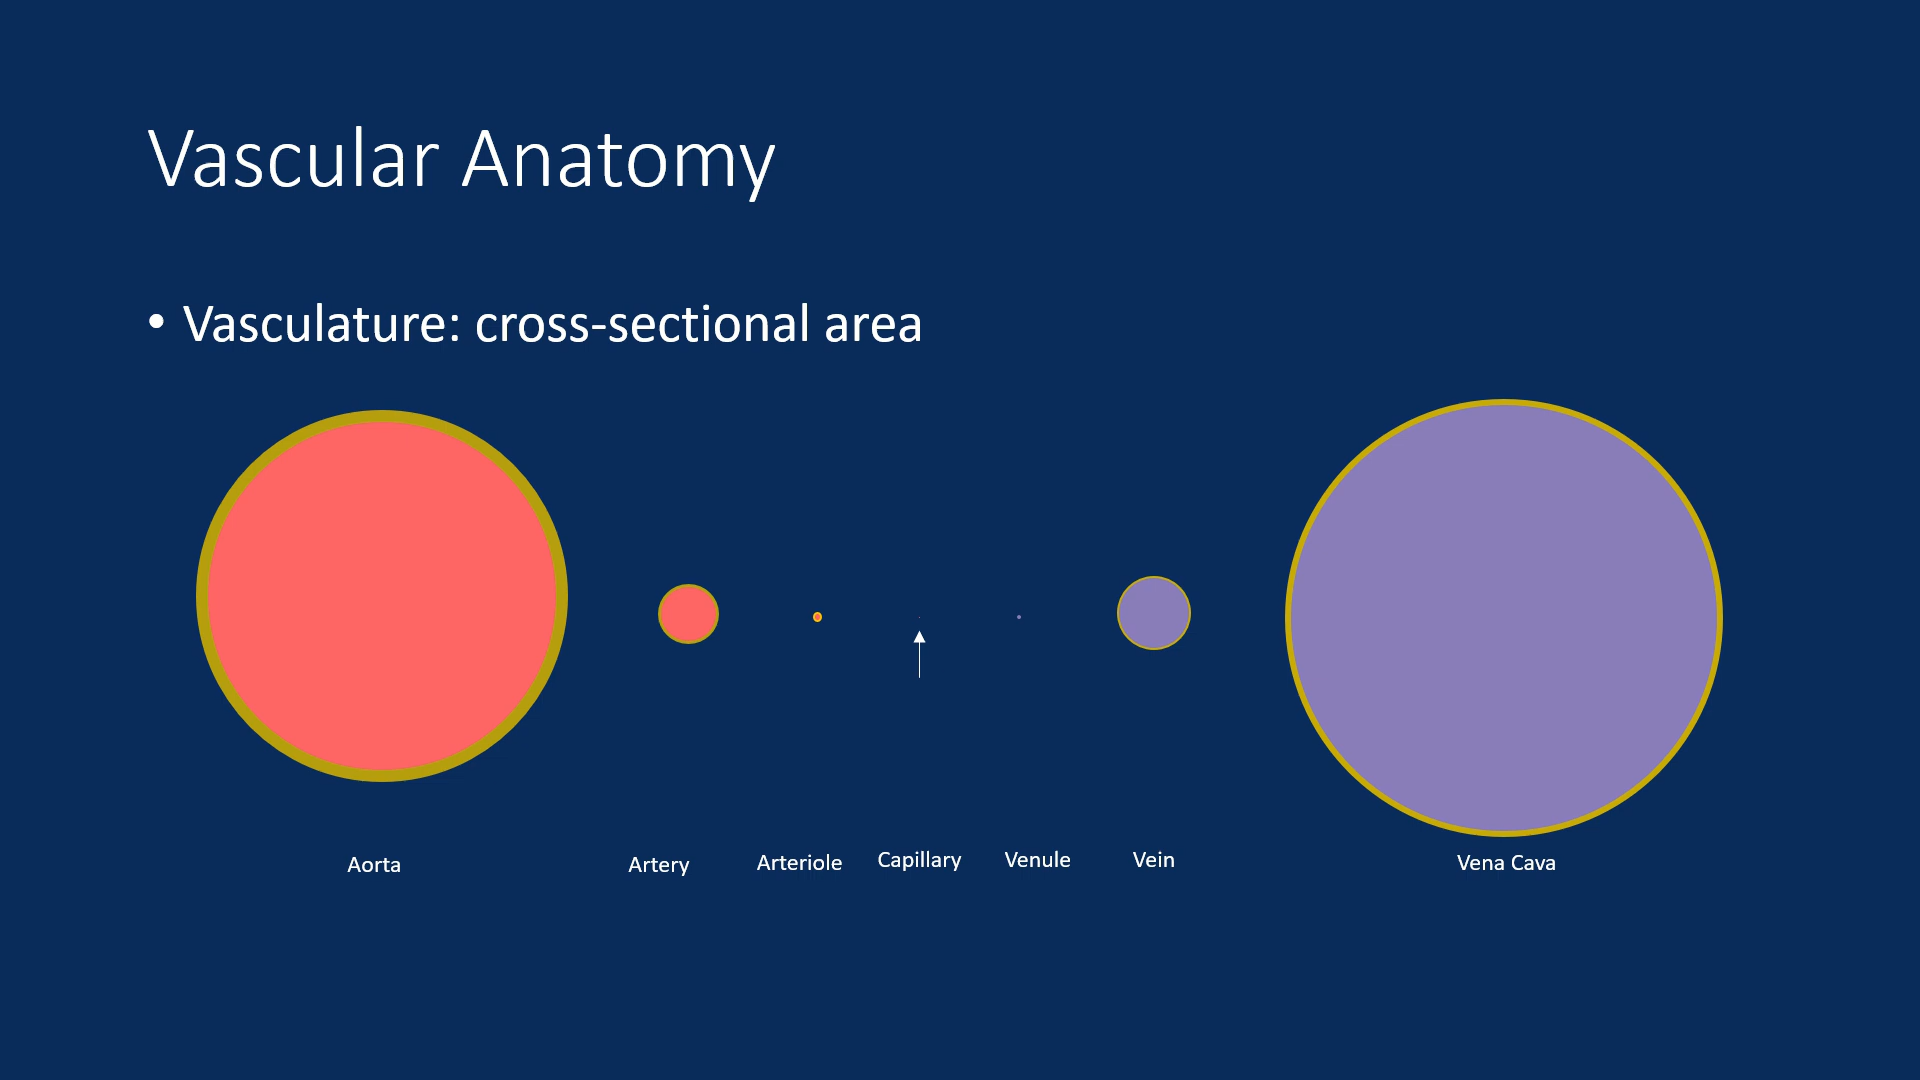 Vascular Anatomy
• Vasculature: cross-sectional area
Aorta
Artery
Arteriole
Capillary
Venule
Vein
Vena Cava